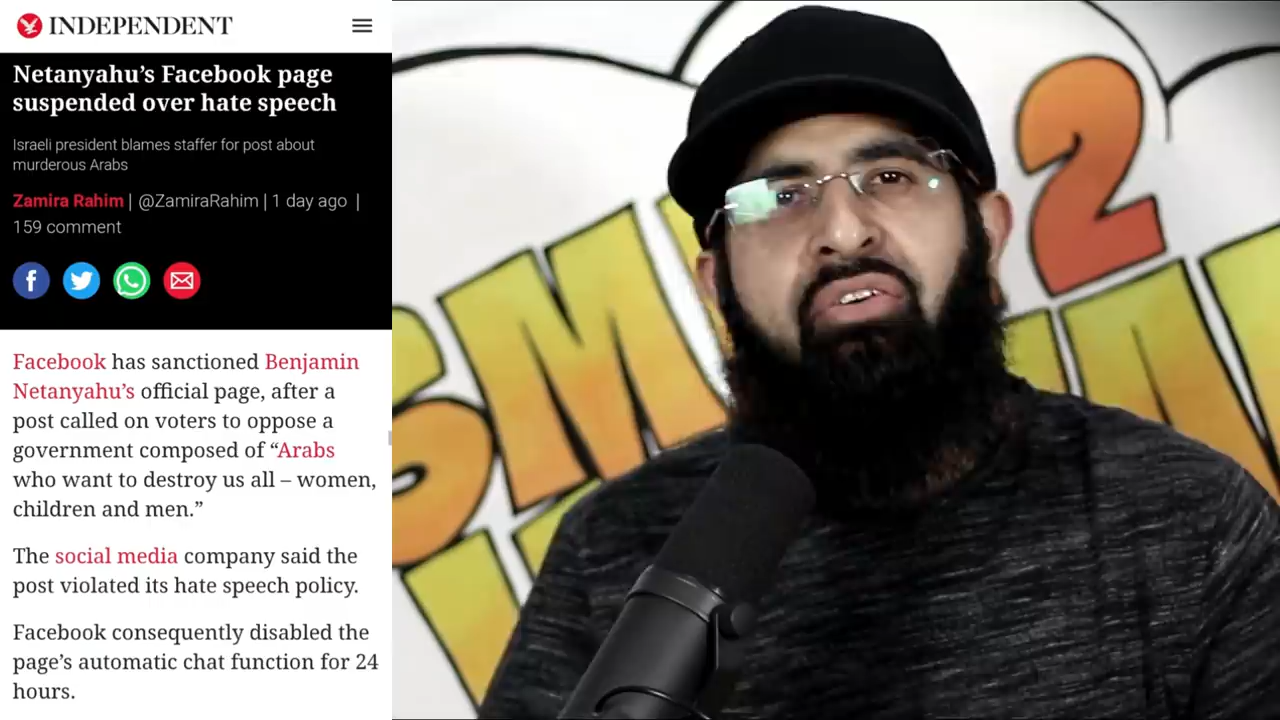 INDEPENDENT
Netanyahu’s Facebook page
suspended over hate speech
Israeli president blames staffer for post about
murderous Arabs
Zamira Rahim | @ZamiraRahim | 1 day ago |
159 comment
Facebook has sanctioned Benjamin
Netanyahu’s official page, after a
post called on voters to oppose a
government composed of “Arabs
who want to destroy us all – women,
children and men.”
The social media company said the
post violated its hate speech policy.
Facebook consequently disabled the
page’s automatic chat function for 24
hours.
2